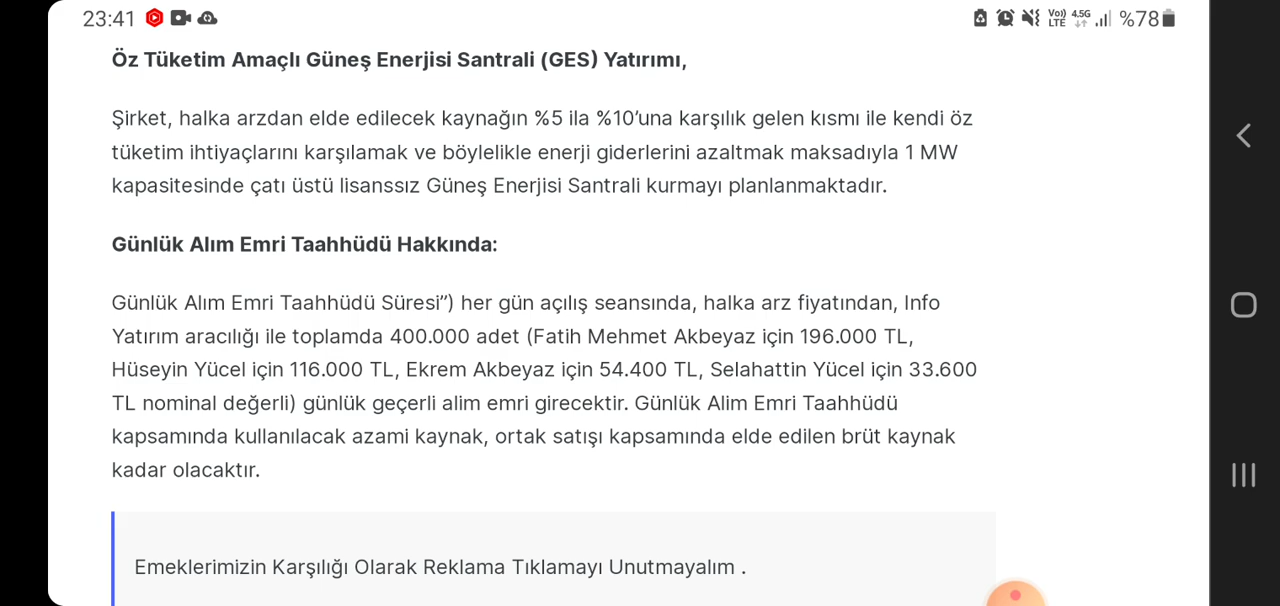 23:41 Vo)) LTE 4.5G %78
Öz Tüketim Amaçlı Güneş Enerjisi Santrali (GES) Yatırımı,
Şirket, halka arzdan elde edilecek kaynağın %5 ila %10’una karşılık gelen kısmı ile kendi öz
tüketim ihtiyaçlarını karşılamak ve böylelikle enerji giderlerini azaltmak maksadıyla 1 MW
kapasitesinde çatı üstü lisanssız Güneş Enerjisi Santrali kurmayı planlanmaktadır.
Günlük Alım Emri Taahhüdü Hakkında:
Günlük Alım Emri Taahhüdü Süresi”) her gün açılış seansında, halka arz fiyatından, Info
Yatırım aracılığı ile toplamda 400.000 adet (Fatih Mehmet Akbeyaz için 196.000 TL,
Hüseyin Yücel için 116.000 TL, Ekrem Akbeyaz için 54.400 TL, Selahattin Yücel için 33.600
TL nominal değerli) günlük geçerli alim emri girecektir. Günlük Alim Emri Taahhüdü
kapsamında kullanılacak azami kaynak, ortak satışı kapsamında elde edilen brüt kaynak
kadar olacaktır.
Emeklerimizin Karşılığı Olarak Reklama Tıklamayı Unutmayalım .